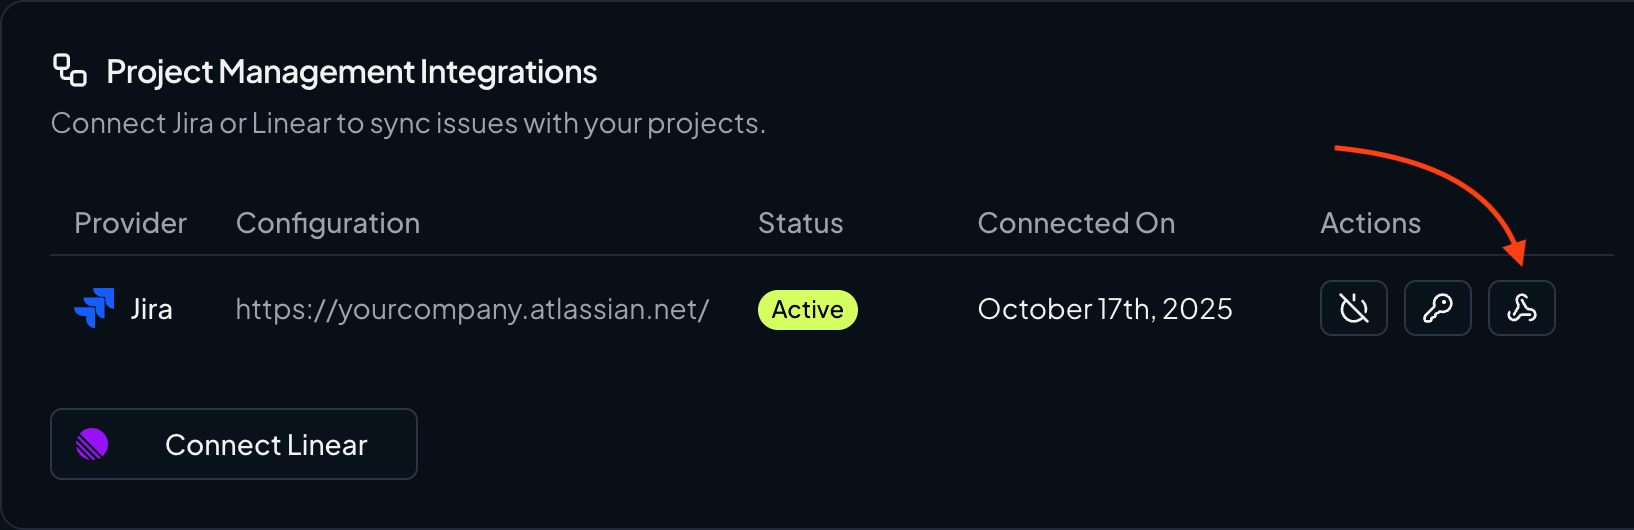 Project Management Integrations
Connect Jira or Linear to sync issues with your projects.
Provider Configuration Status Connected On Actions
Jira https://yourcompany.atlassian.net/ Active October 17th, 2025
Connect Linear